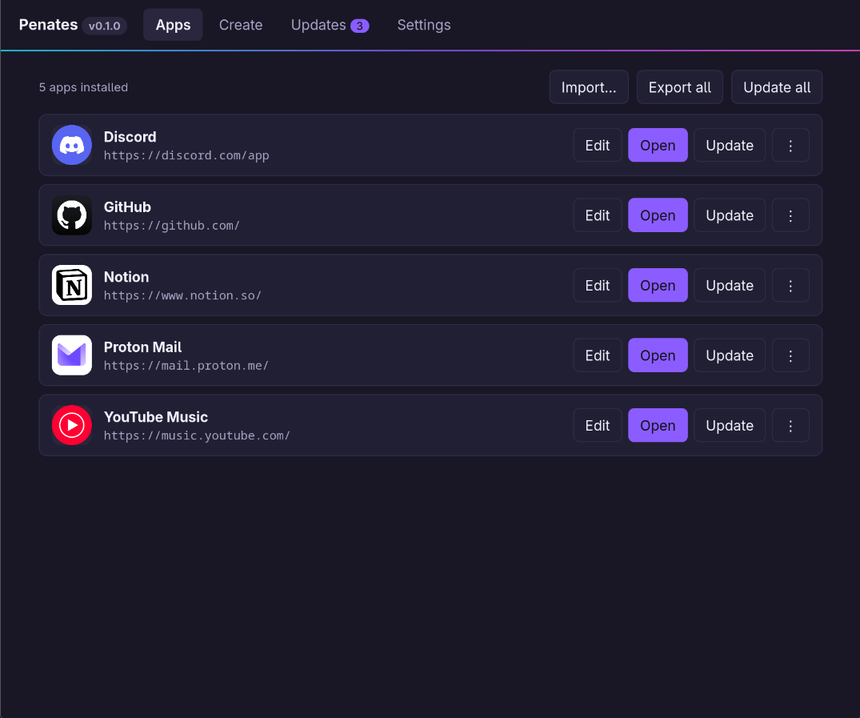 Penates v0.1.0 Apps Create Updates 3 Settings
5 apps installed Import... Export all Update all
Discord
https://discord.com/app
Edit Open Update ⋮
GitHub
https://github.com/
Edit Open Update ⋮
N
Notion
https://www.notion.so/
Edit Open Update ⋮
Proton Mail
https://mail.proton.me/
Edit Open Update ⋮
YouTube Music
https://music.youtube.com/
Edit Open Update ⋮